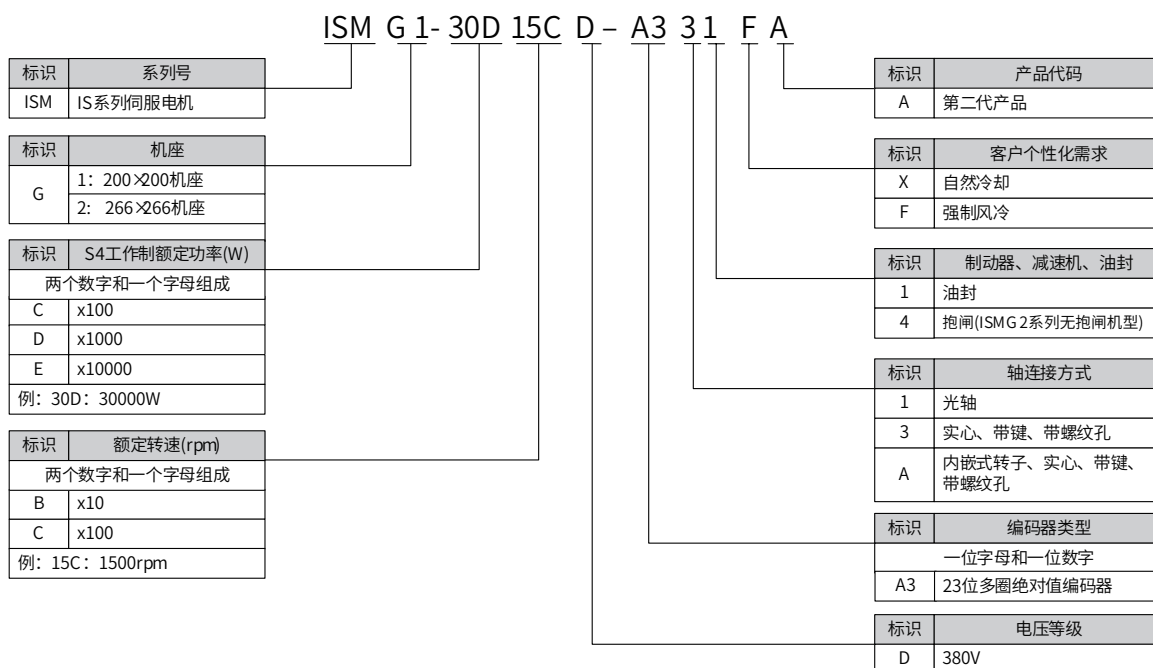 ISM G 1- 30D 15C D – A3 3 1 F A
标识 系列号
ISM IS系列伺服电机
标识 机座
G
1：200×200机座
2: 266×266机座
标识 S4工作制额定功率(W)
两个数字和一个字母组成
C x100
D x1000
E x10000
例：30D：30000W
标识 额定转速(rpm)
两个数字和一个字母组成
B x10
C x100
例：15C：1500rpm
标识 产品代码
A 第二代产品
标识 客户个性化需求
X 自然冷却
F 强制风冷
标识 制动器、减速机、油封
1 油封
4 抱闸(ISMG2系列无抱闸机型)
标识 轴连接方式
1 光轴
3 实心、带键、带螺纹孔
A 内嵌式转子、实心、带键、
带螺纹孔
标识 编码器类型
一位字母和一位数字
A3 23位多圈绝对值编码器
标识 电压等级
D 380V